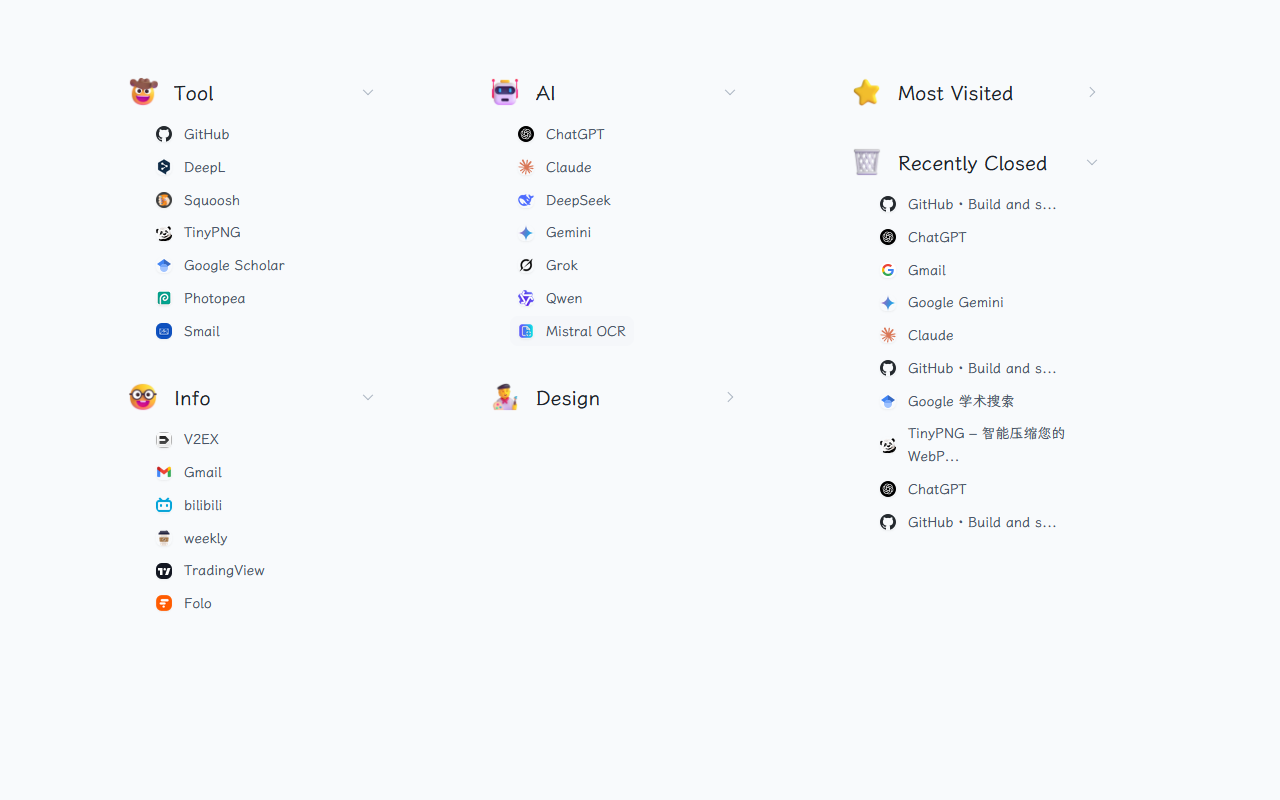 Tool
GitHub
DeepL
Squoosh
TinyPNG
Google Scholar
Photopea
Smail
Info
V2EX
Gmail
bilibili
weekly
TradingView
Folo
AI
ChatGPT
Claude
DeepSeek
Gemini
Grok
Qwen
Mistral OCR
Design
Most Visited
Recently Closed
GitHub · Build and s...
ChatGPT
Gmail
Google Gemini
Claude
GitHub · Build and s...
Google 学术搜索
TinyPNG – 智能压缩您的
WebP...
ChatGPT
GitHub · Build and s...